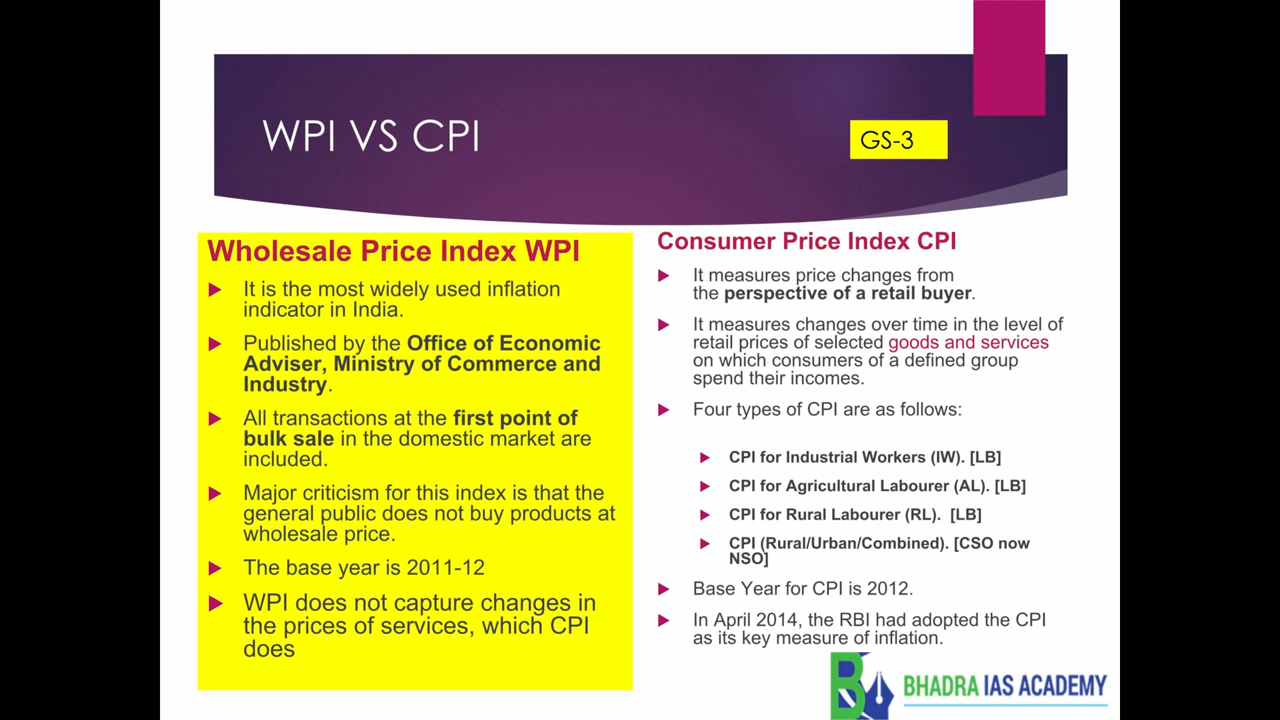 WPI VS CPI
GS-3
Wholesale Price Index WPI
It is the most widely used inflation
indicator in India.
Published by the Office of Economic
Adviser, Ministry of Commerce and
Industry.
All transactions at the first point of
bulk sale in the domestic market are
included.
Major criticism for this index is that the
general public does not buy products at
wholesale price.
The base year is 2011-12
WPI does not capture changes in
the prices of services, which CPI
does
Consumer Price Index CPI
It measures price changes from
the perspective of a retail buyer.
It measures changes over time in the level of
retail prices of selected goods and services
on which consumers of a defined group
spend their incomes.
Four types of CPI are as follows:
CPI for Industrial Workers (IW). [LB]
CPI for Agricultural Labourer (AL). [LB]
CPI for Rural Labourer (RL). [LB]
CPI (Rural/Urban/Combined). [CSO now
NSO]
Base Year for CPI is 2012.
In April 2014, the RBI had adopted the CPI
as its key measure of inflation.
B
BHADRA IAS ACADEMY